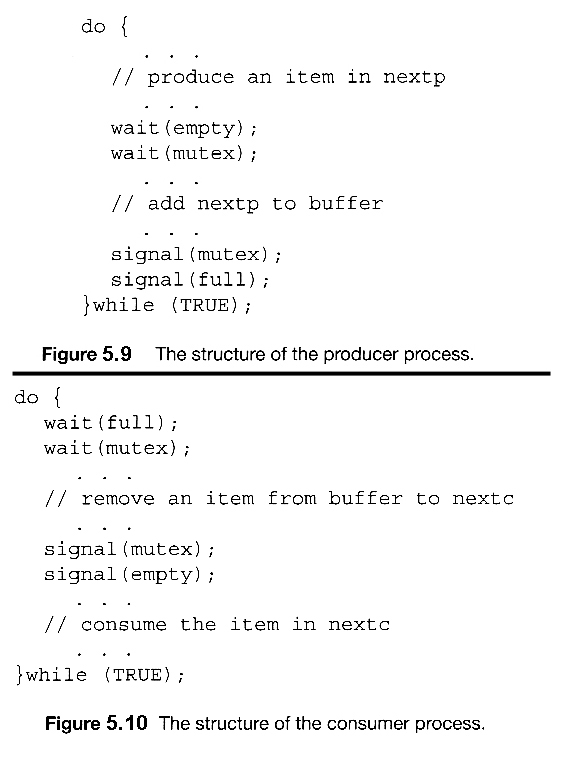 do {
. . .
// produce an item in nextp
. . .
wait(empty);
wait(mutex);
. . .
// add nextp to buffer
. . .
signal(mutex);
signal(full);
}while (TRUE);
Figure 5.9 The structure of the producer process.
do {
wait(full);
wait(mutex);
. . .
// remove an item from buffer to nextc
. . .
signal(mutex);
signal(empty);
. . .
// consume the item in nextc
. . .
}while (TRUE);
Figure 5.10 The structure of the consumer process.